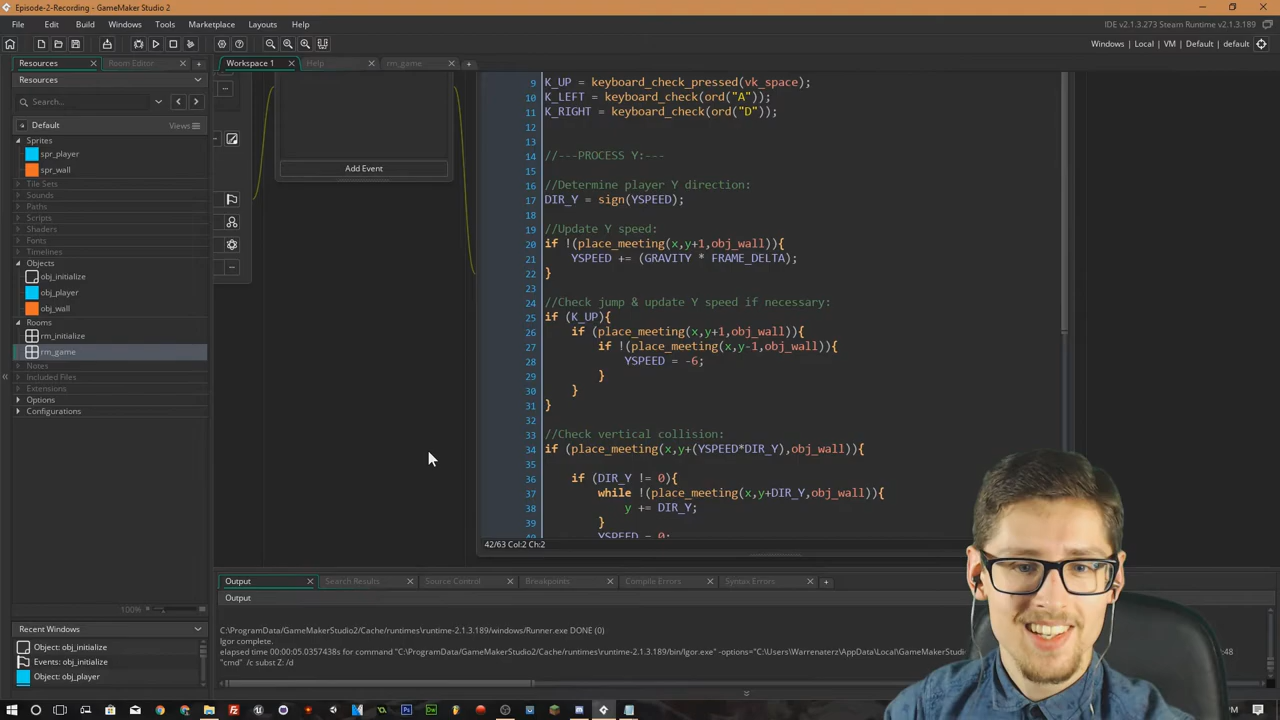 Episode-2-Recording - GameMaker Studio 2
File Edit Build Windows Tools Marketplace Layouts Help
IDE v2.1.3.273 Steam Runtime v2.1.3.189
Windows | Local | VM | Default | default
Resources
Room Editor
Workspace 1
Help
rm_game
Resources
Search...
Default
Views
Sprites
spr_player
spr_wall
Tile Sets
Sounds
Paths
Scripts
Shaders
Fonts
Timelines
Objects
obj_initialize
obj_player
obj_wall
Rooms
rm_initialize
rm_game
Notes
Included Files
Extensions
Options
Configurations
100%
Recent Windows
Object: obj_initialize
Events: obj_initialize
Object: obj_player
Add Event
9 K_UP = keyboard_check_pressed(vk_space);
10 K_LEFT = keyboard_check(ord("A"));
11 K_RIGHT = keyboard_check(ord("D"));
12
13
14 //---PROCESS Y:---
15
16 //Determine player Y direction:
17 DIR_Y = sign(YSPEED);
18
19 //Update Y speed:
20 if !(place_meeting(x,y+1,obj_wall)){
21 YSPEED += (GRAVITY * FRAME_DELTA);
22 }
23
24 //Check jump & update Y speed if necessary:
25 if (K_UP){
26 if (place_meeting(x,y+1,obj_wall)){
27 if !(place_meeting(x,y-1,obj_wall)){
28 YSPEED = -6;
29 }
30 }
31 }
32
33 //Check vertical collision:
34 if (place_meeting(x,y+(YSPEED*DIR_Y),obj_wall)){
35
36 if (DIR_Y != 0){
37 while !(place_meeting(x,y+DIR_Y,obj_wall)){
38 y += DIR_Y;
39 }
40 YSPEED = 0;
42/63 Col:2 Ch:2
Output
Search Results
Source Control
Breakpoints
Compile Errors
Syntax Errors
Output
C:\ProgramData/GameMakerStudio2/Cache/runtimes\runtime-2.1.3.189/windows/Runner.exe DONE (0)
Igor complete.
elapsed time 00:00:05.0357438s for command "C:\ProgramData/GameMakerStudio2/Cache/runtimes\runtime-2.1.3.189/bin/Igor.exe" -options="C:\Users\Warrenaterz\AppData\Local\GameMakerStudio
"cmd" /c subst Z: /d